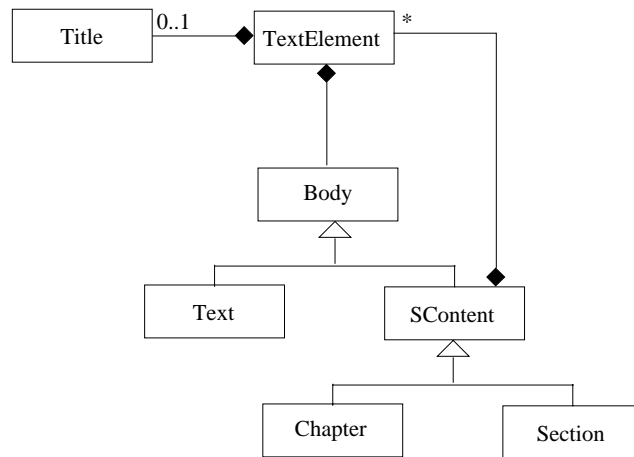 0..1
*
Title
TextElement
Body
Text
SContent
Chapter
Section